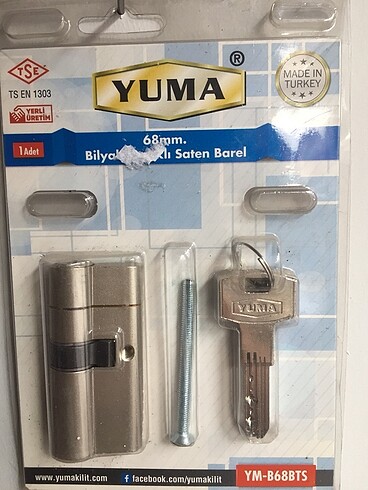 TSE
TS EN 1303
YERLİ
ÜRETİM
YUMA ®
MADE IN
TURKEY
1 Adet
68mm.
Saten Barel
YUMA
www.yumakilit.com
f facebook.com/yumakilit
YM-B68BTS